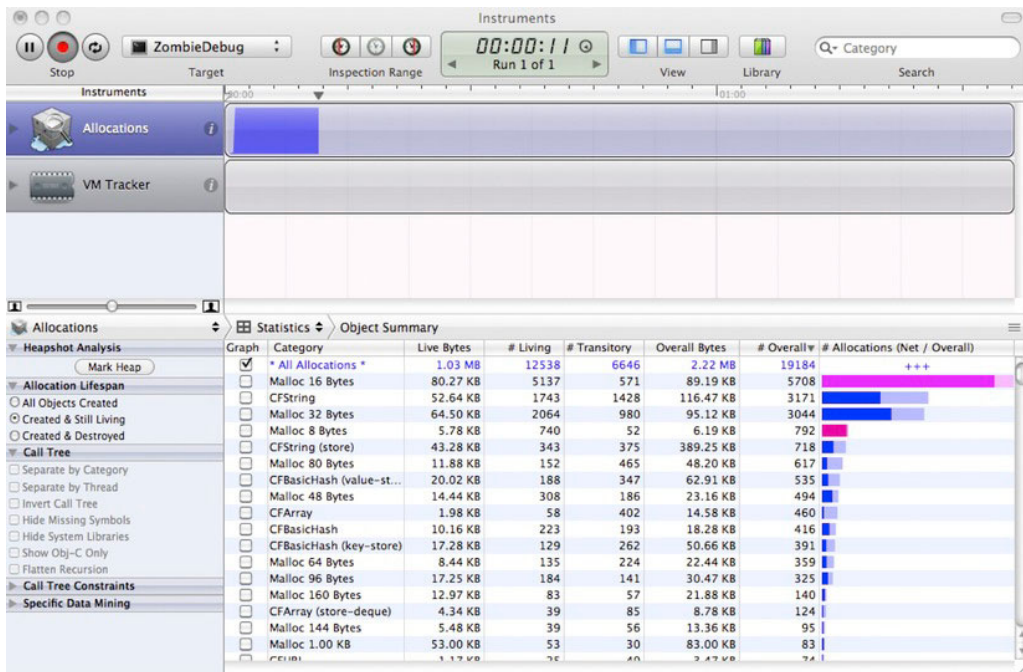 Instruments
ZombieDebug
00:00:11
Run 1 of 1
Category
Stop Target Inspection Range View Library Search
Instruments
00:00 01:00
Allocations
VM Tracker
Allocations Statistics Object Summary
Heapshot Analysis
Mark Heap
Allocation Lifespan
All Objects Created
Created & Still Living
Created & Destroyed
Call Tree
Separate by Category
Separate by Thread
Invert Call Tree
Hide Missing Symbols
Hide System Libraries
Show Obj-C Only
Flatten Recursion
Call Tree Constraints
Specific Data Mining
Graph Category Live Bytes # Living # Transitory Overall Bytes # Overall # Allocations (Net / Overall)
* All Allocations * 1.03 MB 12538 6646 2.22 MB 19184 +++
Malloc 16 Bytes 80.27 KB 5137 571 89.19 KB 5708
CFString 52.64 KB 1743 1428 116.47 KB 3171
Malloc 32 Bytes 64.50 KB 2064 980 95.12 KB 3044
Malloc 8 Bytes 5.78 KB 740 52 6.19 KB 792
CFString (store) 43.28 KB 343 375 389.25 KB 718
Malloc 80 Bytes 11.88 KB 152 465 48.20 KB 617
CFBasicHash (value-st... 20.02 KB 188 347 62.91 KB 535
Malloc 48 Bytes 14.44 KB 308 186 23.16 KB 494
CFArray 1.98 KB 58 402 14.58 KB 460
CFBasicHash 10.16 KB 223 193 18.28 KB 416
CFBasicHash (key-store) 17.28 KB 129 262 50.66 KB 391
Malloc 64 Bytes 8.44 KB 135 224 22.44 KB 359
Malloc 96 Bytes 17.25 KB 184 141 30.47 KB 325
Malloc 160 Bytes 12.97 KB 83 57 21.88 KB 140
CFArray (store-deque) 4.34 KB 39 85 8.78 KB 124
Malloc 144 Bytes 5.48 KB 39 56 13.36 KB 95
Malloc 1.00 KB 53.00 KB 53 30 83.00 KB 83